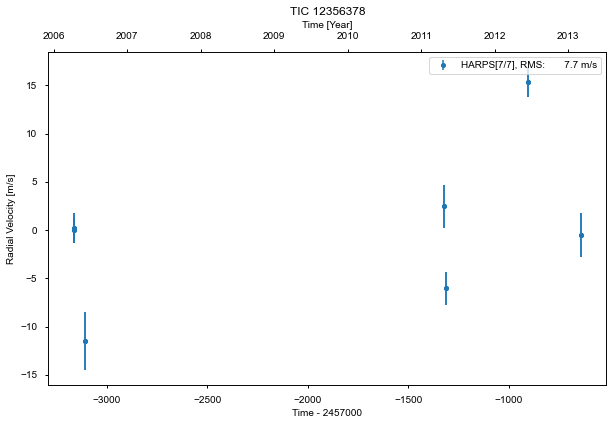 TIC 12356378
Time [Year]
2006 2007 2008 2009 2010 2011 2012 2013
HARPS[7/7], RMS: 7.7 m/s
Radial Velocity [m/s]
15
10
5
0
−5
−10
−15
−3000 −2500 −2000 −1500 −1000
Time - 2457000